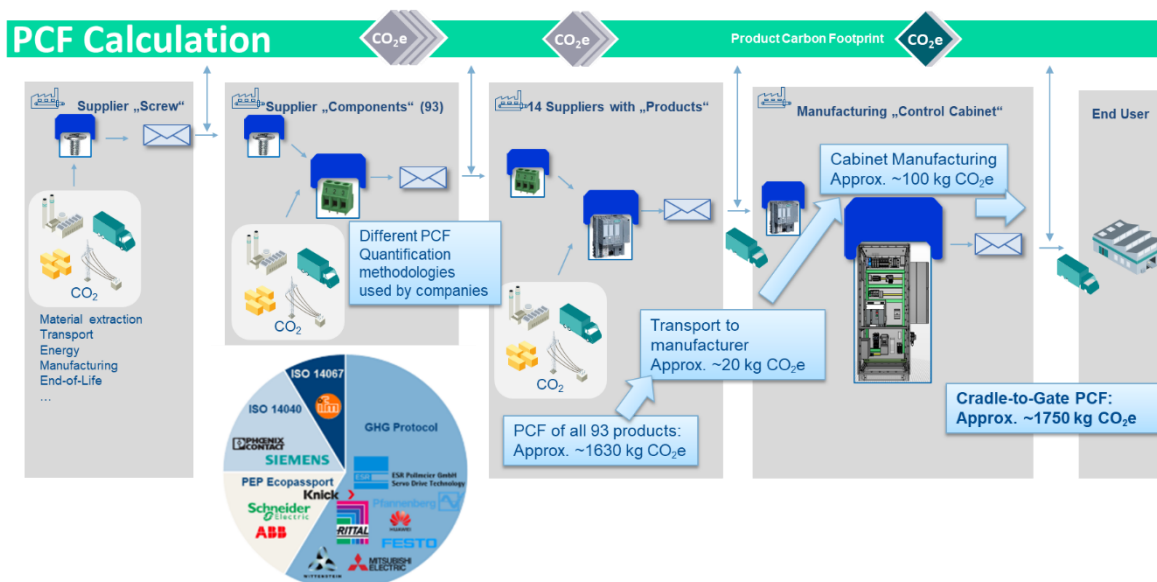 PCF Calculation
CO₂e
CO₂e
Product Carbon Footprint
CO₂e
Supplier „Screw“
Supplier „Components“ (93)
14 Suppliers with „Products“
Manufacturing „Control Cabinet“
End User
Cabinet Manufacturing
Approx. ~100 kg CO₂e
Different PCF
Quantification
methodologies
used by companies
CO₂
CO₂
CO₂
Material extraction
Transport
Energy
Manufacturing
End-of-Life
...
Transport to
manufacturer
Approx. ~20 kg CO₂e
PCF of all 93 products:
Approx. ~1630 kg CO₂e
Cradle-to-Gate PCF:
Approx. ~1750 kg CO₂e
ISO 14067
ifm
ISO 14040
PHŒNIX
CONTACT
SIEMENS
GHG Protocol
ESR
ESR Pollmeier GmbH
Servo Drive Technology
PEP Ecopassport
Knick
Pfannenberg
Schneider
Electric
RITTAL
HUAWEI
ABB
FESTO
WITTENSTEIN
MITSUBISHI
ELECTRIC